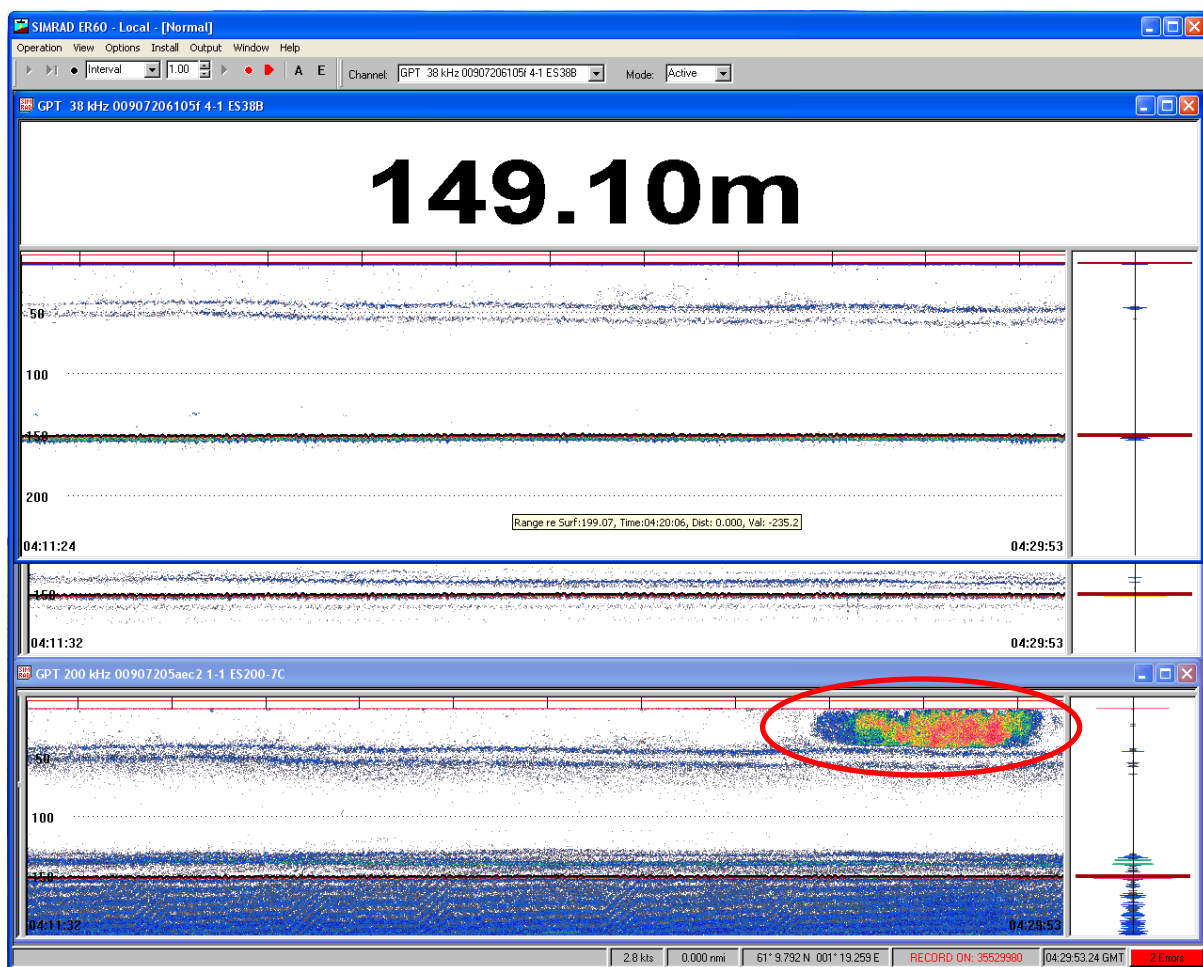 SIMRAD ER60 - Local - [Normal]
Operation View Options Install Output Window Help
Interval 1.00 A E Channel: GPT 38 kHz 00907206105f 4-1 ES38B Mode: Active
GPT 38 kHz 00907206105f 4-1 ES38B
149.10m
50
100
150
200
Range re Surf:199.07, Time:04:20:06, Dist: 0.000, Val: -235.2
04:11:24 04:29:53
150
04:11:32 04:29:53
GPT 200 kHz 00907205aec2 1-1 ES200-7C
50
100
150
04:11:32 04:29:53
2.8 kts 0.000 nmi 61° 9.792 N 001° 19.259 E RECORD ON: 35529980 04:29:53.24 GMT 2 Errors